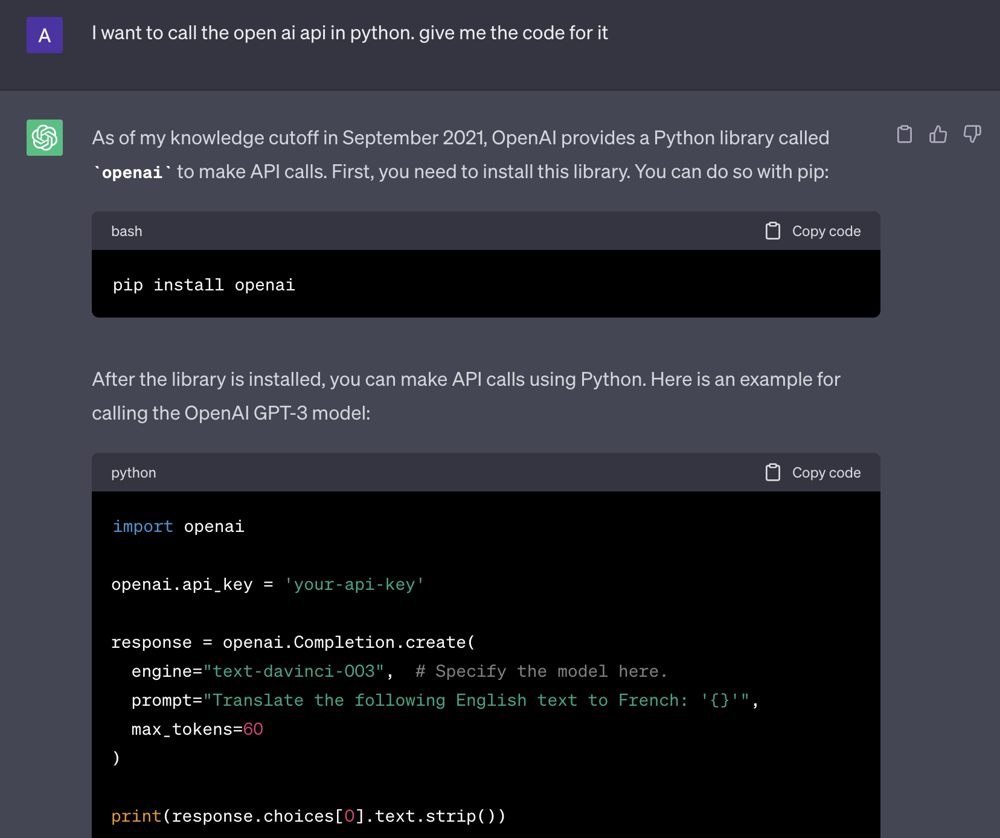 A
I want to call the open ai api in python. give me the code for it
As of my knowledge cutoff in September 2021, OpenAI provides a Python library called
`openai` to make API calls. First, you need to install this library. You can do so with pip:
bash
Copy code
pip install openai
After the library is installed, you can make API calls using Python. Here is an example for
calling the OpenAI GPT-3 model:
python
Copy code
import openai
openai.api_key = 'your-api-key'
response = openai.Completion.create(
  engine="text-davinci-003",  # Specify the model here.
  prompt="Translate the following English text to French: '{}'",
  max_tokens=60
)
print(response.choices[0].text.strip())